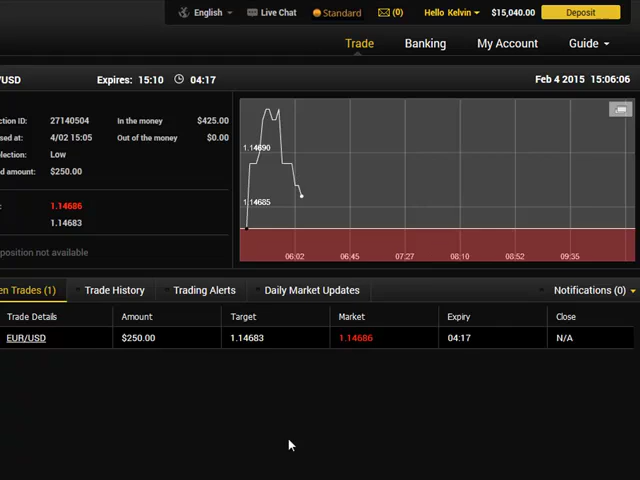 English Live Chat Standard (0) Hello Kelvin $15,040.00 Deposit
Trade Banking My Account Guide
/USD Expires: 15:10 04:17 Feb 4 2015 15:06:06
ction ID: 27140504 In the money $425.00
sed at: 4/02 15:05 Out of the money $0.00
lection: Low
d amount: $250.00
: 1.14686
1.14683
position not available
1.14690
1.14685
06:02 06:45 07:27 08:10 08:52 09:35
en Trades (1) Trade History Trading Alerts Daily Market Updates Notifications (0)
Trade Details Amount Target Market Expiry Close
EUR/USD $250.00 1.14683 1.14686 04:17 N/A